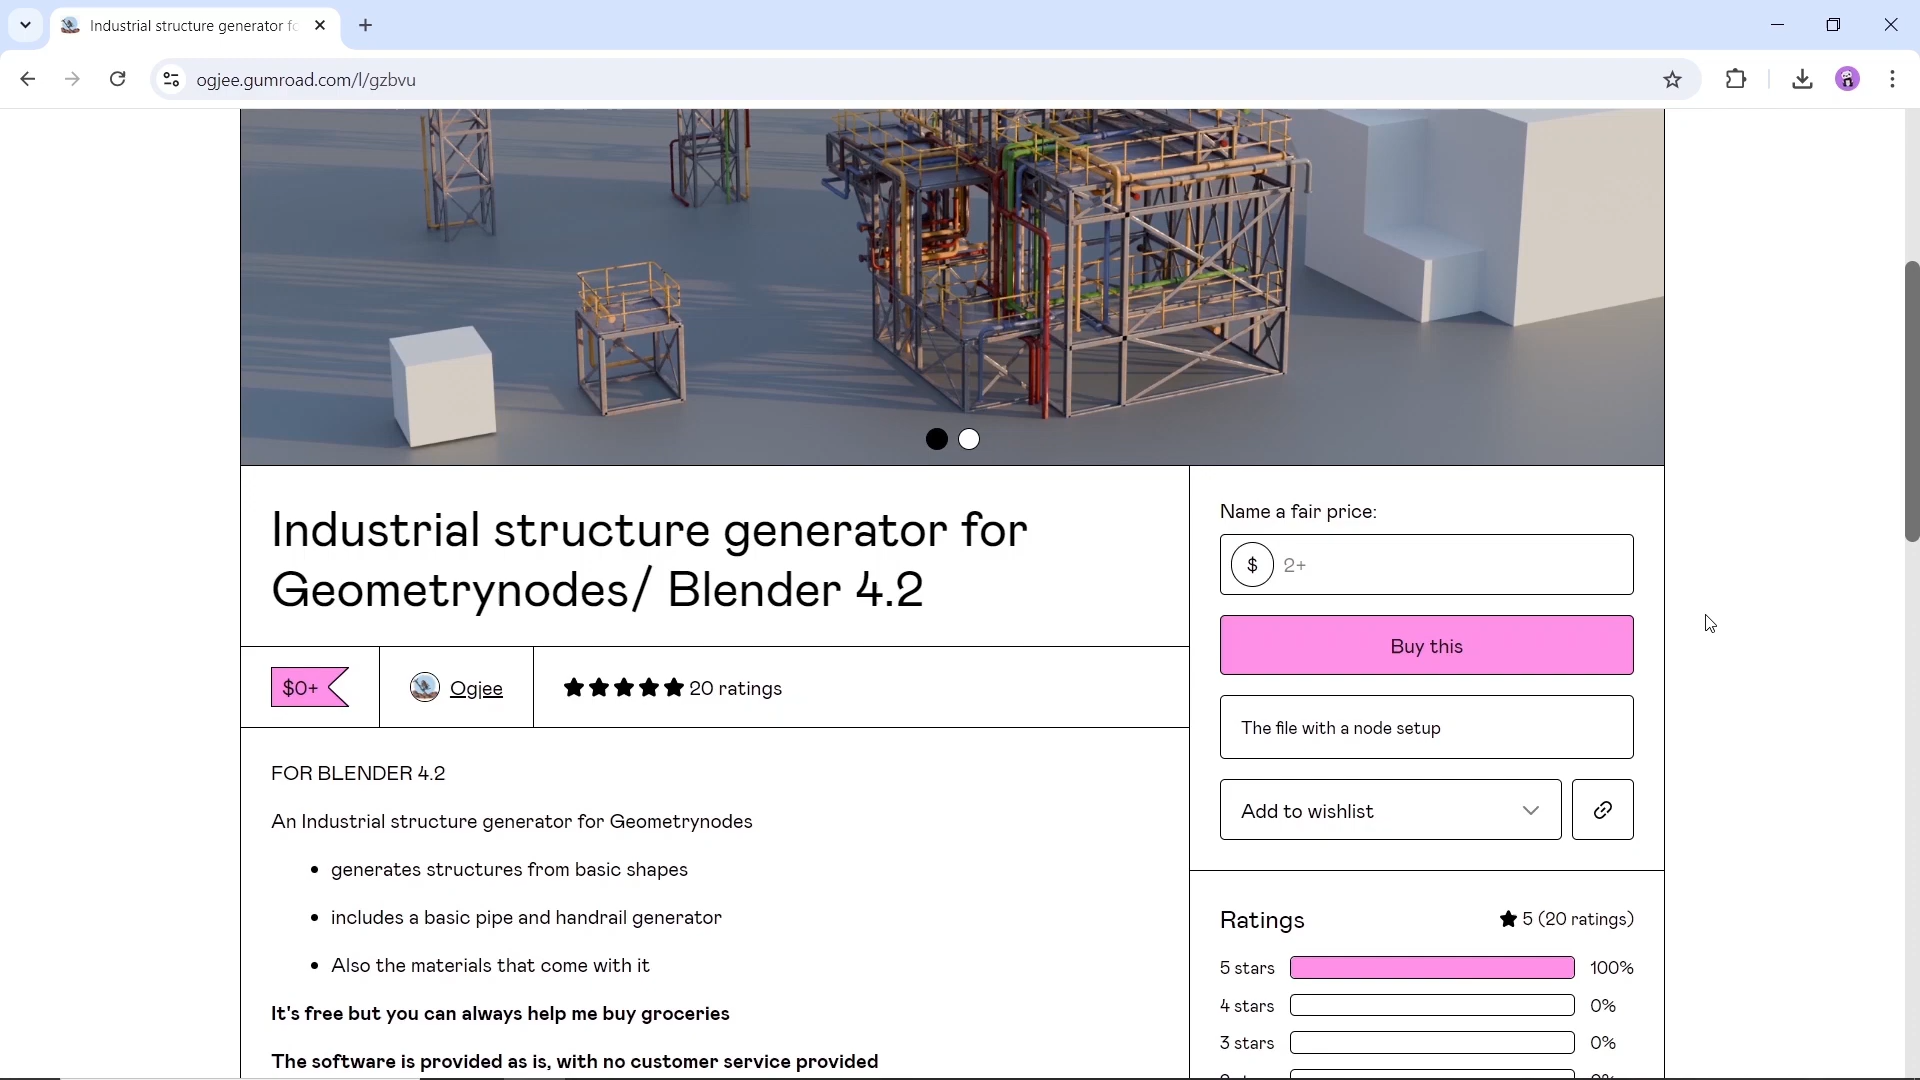 Industrial structure generator fo
ogjee.gumroad.com/l/gzbvu
Industrial structure generator for
Geometrynodes/ Blender 4.2
$0+
Ogjee
20 ratings
FOR BLENDER 4.2
An Industrial structure generator for Geometrynodes
• generates structures from basic shapes
• includes a basic pipe and handrail generator
• Also the materials that come with it
It's free but you can always help me buy groceries
The software is provided as is, with no customer service provided
Name a fair price:
$ 2+
Buy this
The file with a node setup
Add to wishlist
Ratings
5 (20 ratings)
5 stars 100%
4 stars 0%
3 stars 0%